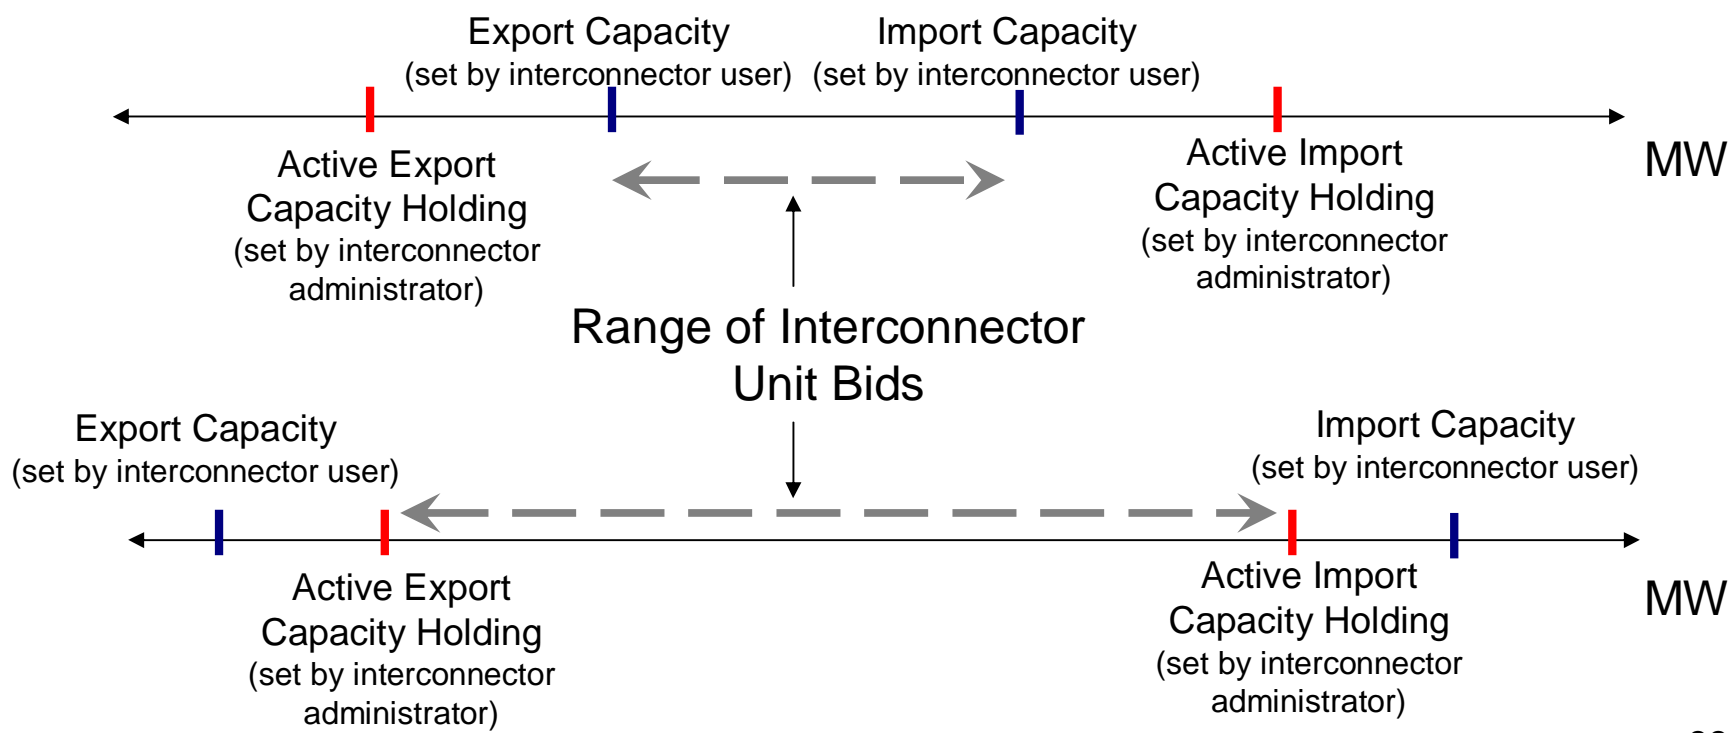 Export Capacity
(set by interconnector user)
Import Capacity
(set by interconnector user)
MW
Active Export
Capacity Holding
(set by interconnector
administrator)
Active Import
Capacity Holding
(set by interconnector
administrator)
Range of Interconnector
Unit Bids
Export Capacity
(set by interconnector user)
Import Capacity
(set by interconnector user)
MW
Active Export
Capacity Holding
(set by interconnector
administrator)
Active Import
Capacity Holding
(set by interconnector
administrator)